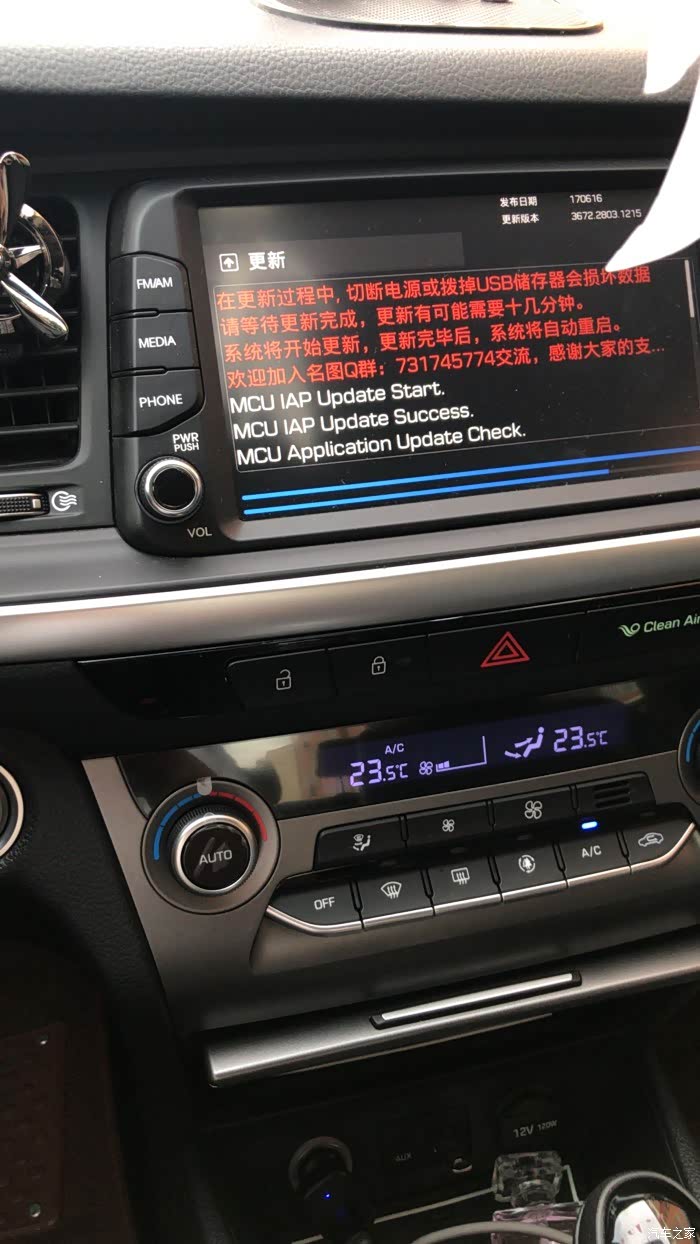 发布日期 170616
更新版本 3672.2803.1215
更新
在更新过程中, 切断电源或拨掉USB储存器会损坏数据
请等待更新完成，更新有可能需要十几分钟。
系统将开始更新，更新完毕后，系统将自动重启。
欢迎加入名图Q群：731745774交流，感谢大家的支...
MCU IAP Update Start.
MCU IAP Update Success.
MCU Application Update Check.
FM/AM
MEDIA
PHONE
PWR
PUSH
VOL
Clean Air
A/C
23.5℃ 23.5℃
AUTO
OFF
A/C
AUX
12V 120W
汽车之家